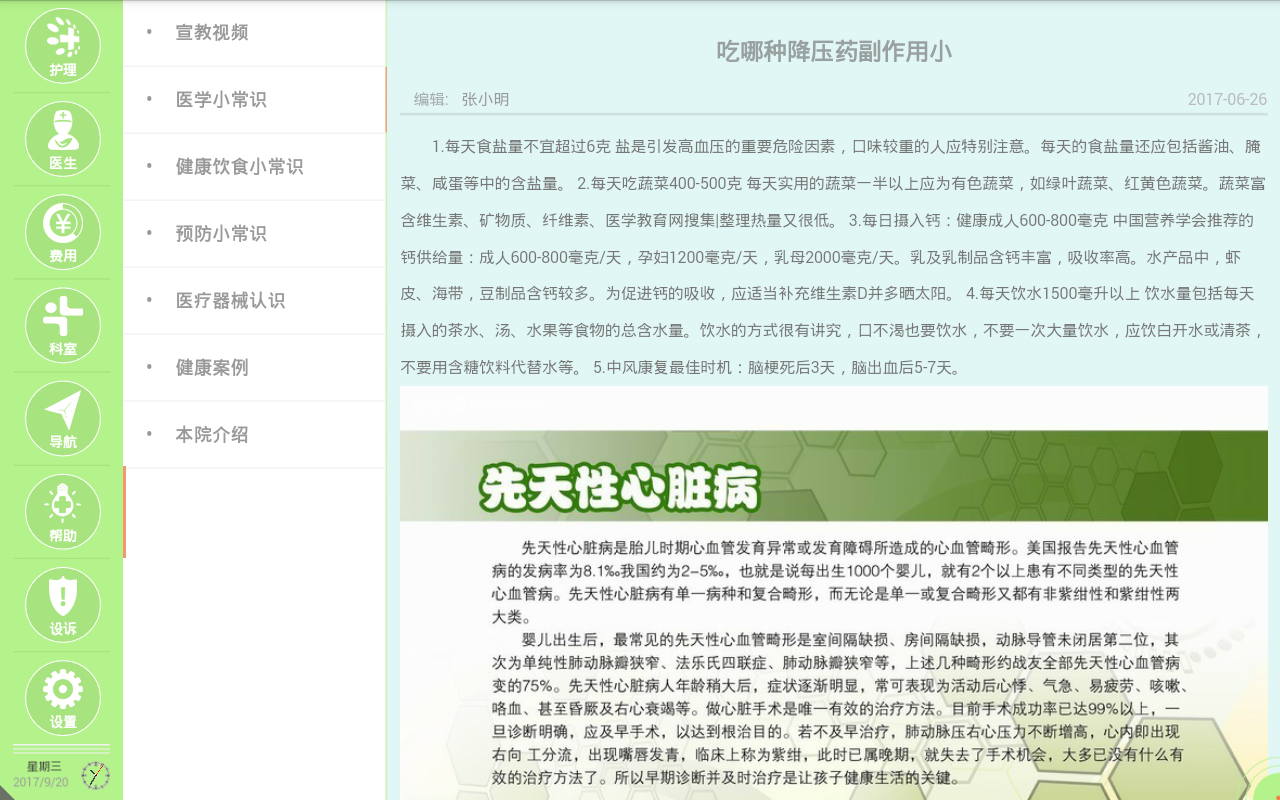 护理
医生
费用
科室
导航
帮助
设诉
设置
星期三
2017/9/20
• 宣教视频
• 医学小常识
• 健康饮食小常识
• 预防小常识
• 医疗器械认识
• 健康案例
• 本院介绍
吃哪种降压药副作用小
编辑: 张小明 2017-06-26
1.每天食盐量不宜超过6克 盐是引发高血压的重要危险因素，口味较重的人应特别注意。每天的食盐量还应包括酱油、腌
菜、咸蛋等中的含盐量。 2.每天吃蔬菜400-500克 每天实用的蔬菜一半以上应为有色蔬菜，如绿叶蔬菜、红黄色蔬菜。蔬菜富
含维生素、矿物质、纤维素、医学教育网搜集|整理热量又很低。 3.每日摄入钙：健康成人600-800毫克 中国营养学会推荐的
钙供给量：成人600-800毫克/天，孕妇1200毫克/天，乳母2000毫克/天。乳及乳制品含钙丰富，吸收率高。水产品中，虾
皮、海带，豆制品含钙较多。为促进钙的吸收，应适当补充维生素D并多晒太阳。 4.每天饮水1500毫升以上 饮水量包括每天
摄入的茶水、汤、水果等食物的总含水量。饮水的方式很有讲究，口不渴也要饮水，不要一次大量饮水，应饮白开水或清茶，
不要用含糖饮料代替水等。 5.中风康复最佳时机：脑梗死后3天，脑出血后5-7天。
先天性心脏病
先天性心脏病是胎儿时期心血管发育异常或发育障碍所造成的心血管畸形。美国报告先天性心血管
病的发病率为8.1‰我国约为2-5‰，也就是说每出生1000个婴儿，就有2个以上患有不同类型的先天性
心血管病。先天性心脏病有单一病种和复合畸形，而无论是单一或复合畸形又都有非紫绀性和紫绀性两
大类。
婴儿出生后，最常见的先天性心血管畸形是室间隔缺损、房间隔缺损，动脉导管未闭居第二位，其
次为单纯性肺动脉瓣狭窄、法乐氏四联症、肺动脉瓣狭窄等，上述几种畸形约战友全部先天性心血管病
变的75%。先天性心脏病人年龄稍大后，症状逐渐明显，常可表现为活动后心悸、气急、易疲劳、咳嗽、
咯血、甚至昏厥及右心衰竭等。做心脏手术是唯一有效的治疗方法。目前手术成功率已达99%以上，一
旦诊断明确，应及早手术，以达到根治目的。若不及早治疗，肺动脉压右心压力不断增高，心内即出现
右向 工分流，出现嘴唇发青，临床上称为紫绀，此时已属晚期，就失去了手术机会，大多已没有什么有
效的治疗方法了。所以早期诊断并及时治疗是让孩子健康生活的关键。